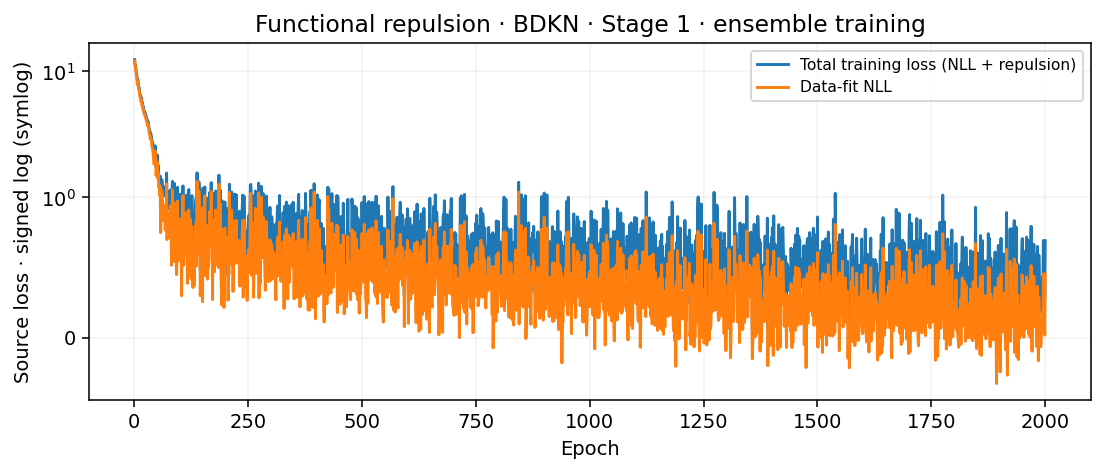 Functional repulsion · BDKN · Stage 1 · ensemble training
Source loss · signed log (symlog)
10¹
10⁰
0
Total training loss (NLL + repulsion)
Data-fit NLL
0 250 500 750 1000 1250 1500 1750 2000
Epoch